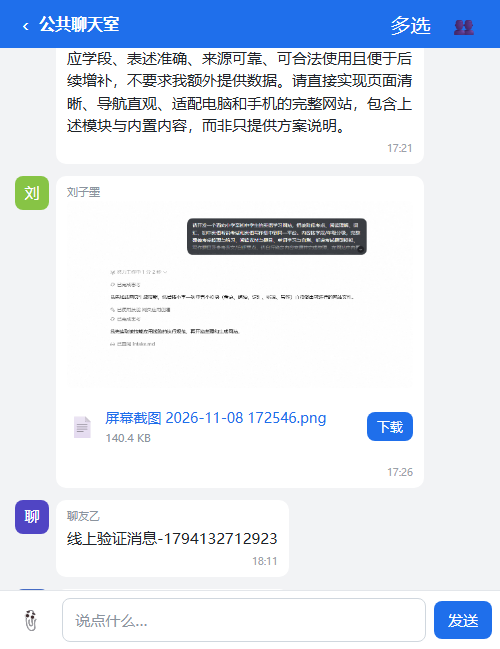 ‹ 公共聊天室
多选
应学段、表述准确、来源可靠、可合法使用且便于后
续增补，不要求我额外提供数据。请直接实现页面清
晰、导航直观、适配电脑和手机的完整网站，包含上
述模块与内置内容，而非只提供方案说明。
17:21
刘
刘子墨
屏幕截图 2026-11-08 172546.png
140.4 KB
下载
17:26
聊
聊友乙
线上验证消息-1794132712923
18:11
说点什么...
发送